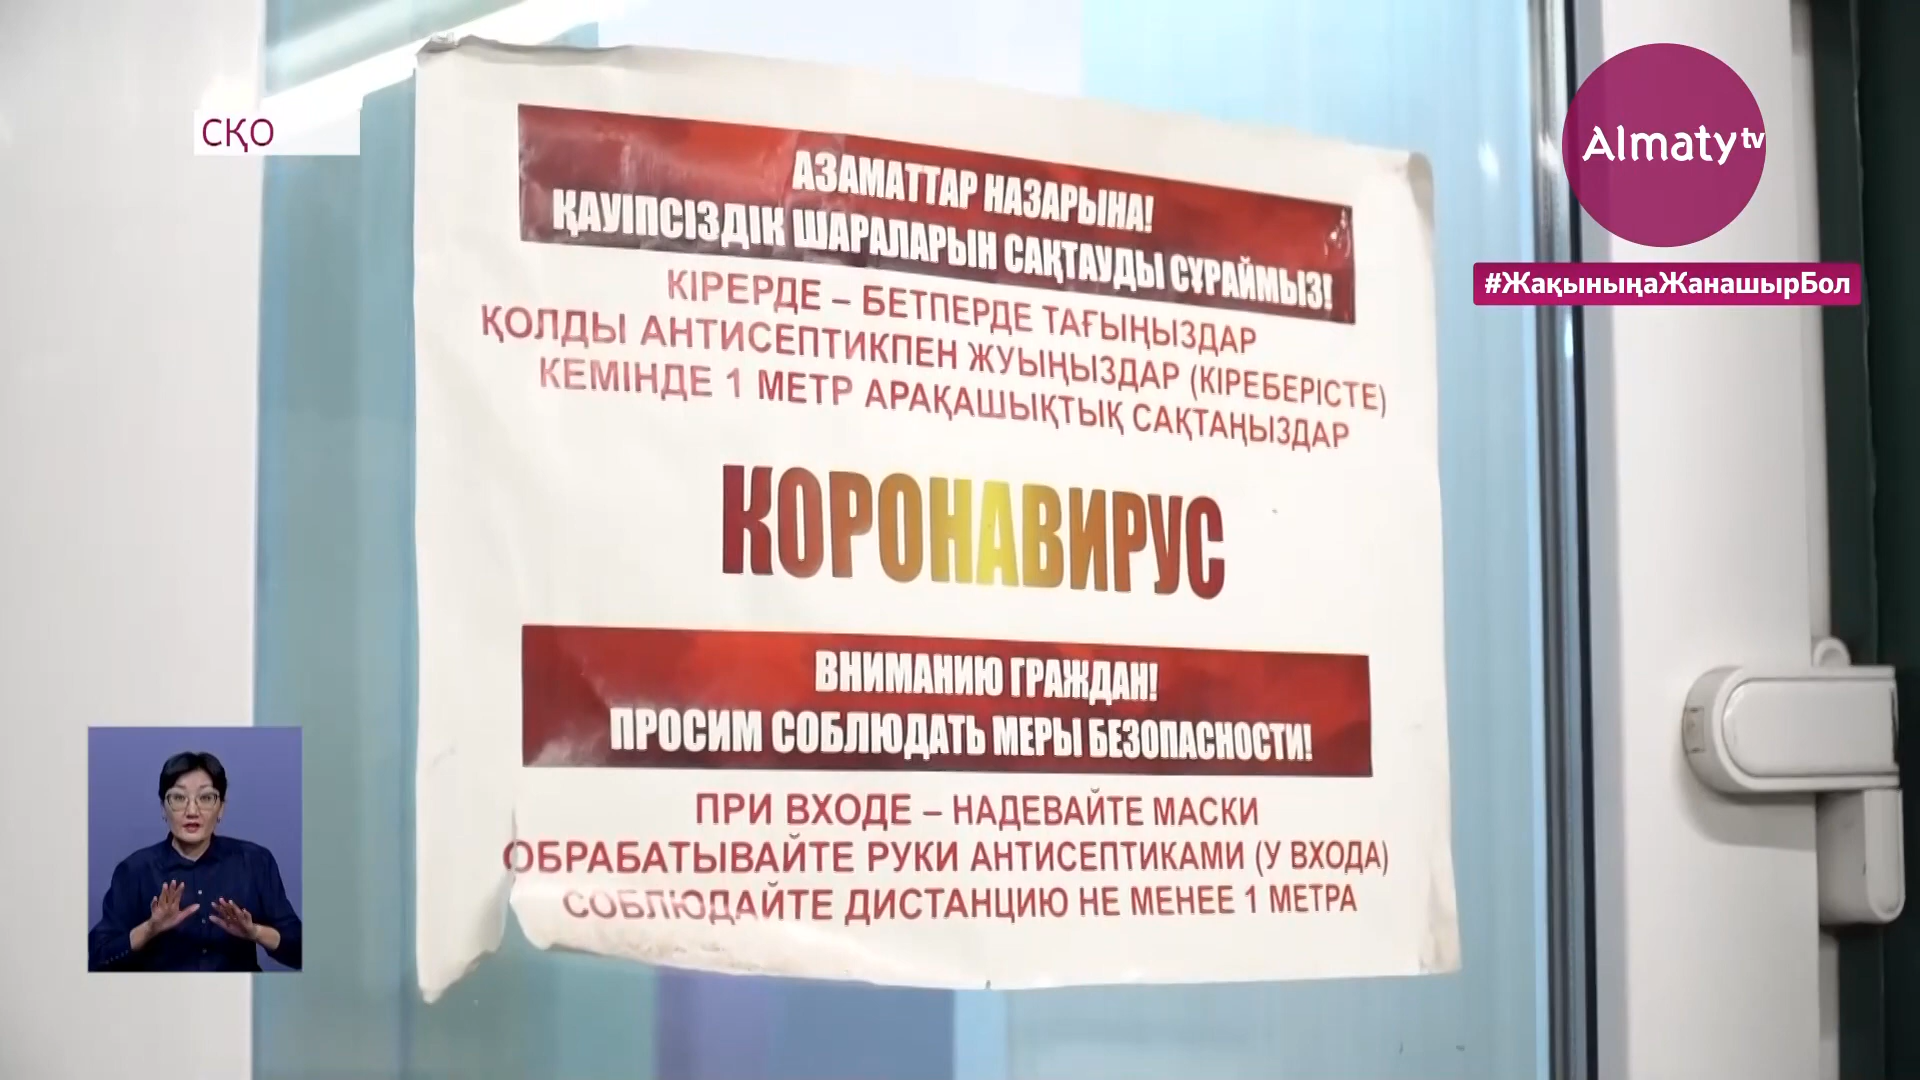 СҚО
Almaty tv
#ЖақыныңаЖанашырБол
АЗАМАТТАР НАЗАРЫНА!
ҚАУІПСІЗДІК ШАРАЛАРЫН САҚТАУДЫ СҰРАЙМЫЗ!
КІРЕРДЕ – БЕТПЕРДЕ ТАҒЫҢЫЗДАР
ҚОЛДЫ АНТИСЕПТИКПЕН ЖУЫҢЫЗДАР (КІРЕБЕРІСТЕ)
КЕМІНДЕ 1 МЕТР АРАҚАШЫҚТЫҚ САҚТАҢЫЗДАР
КОРОНАВИРУС
ВНИМАНИЮ ГРАЖДАН!
ПРОСИМ СОБЛЮДАТЬ МЕРЫ БЕЗОПАСНОСТИ!
ПРИ ВХОДЕ – НАДЕВАЙТЕ МАСКИ
ОБРАБАТЫВАЙТЕ РУКИ АНТИСЕПТИКАМИ (У ВХОДА)
СОБЛЮДАЙТЕ ДИСТАНЦИЮ НЕ МЕНЕЕ 1 МЕТРА